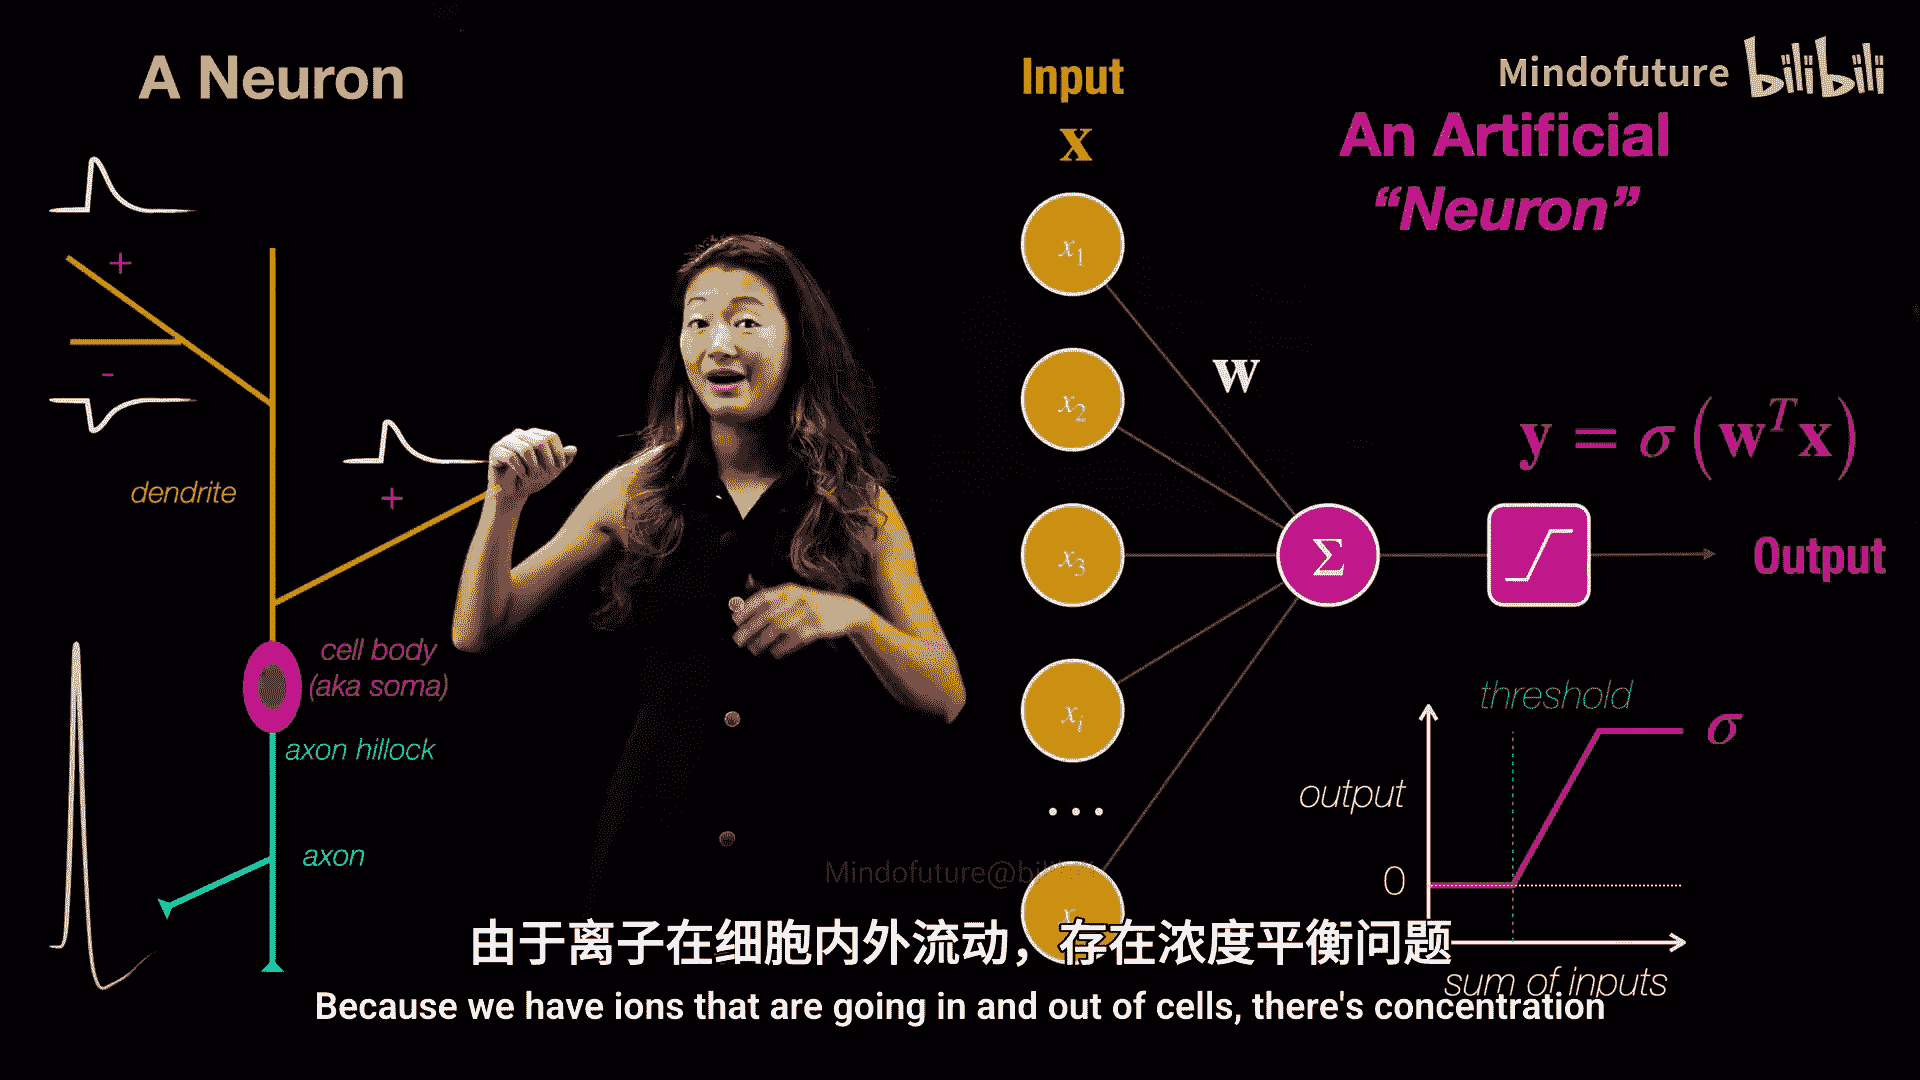 A Neuron
+
-
dendrite
+
cell body
(aka soma)
axon hillock
axon
Input
x
x1
x2
x3
xi
...
w
Σ
Mindofuture bilibili
An Artificial
“Neuron”
y = σ (wᵀx)
Output
threshold
σ
output
0
sum of inputs
由于离子在细胞内外流动，存在浓度平衡问题
Because we have ions that are going in and out of cells, there's concentration